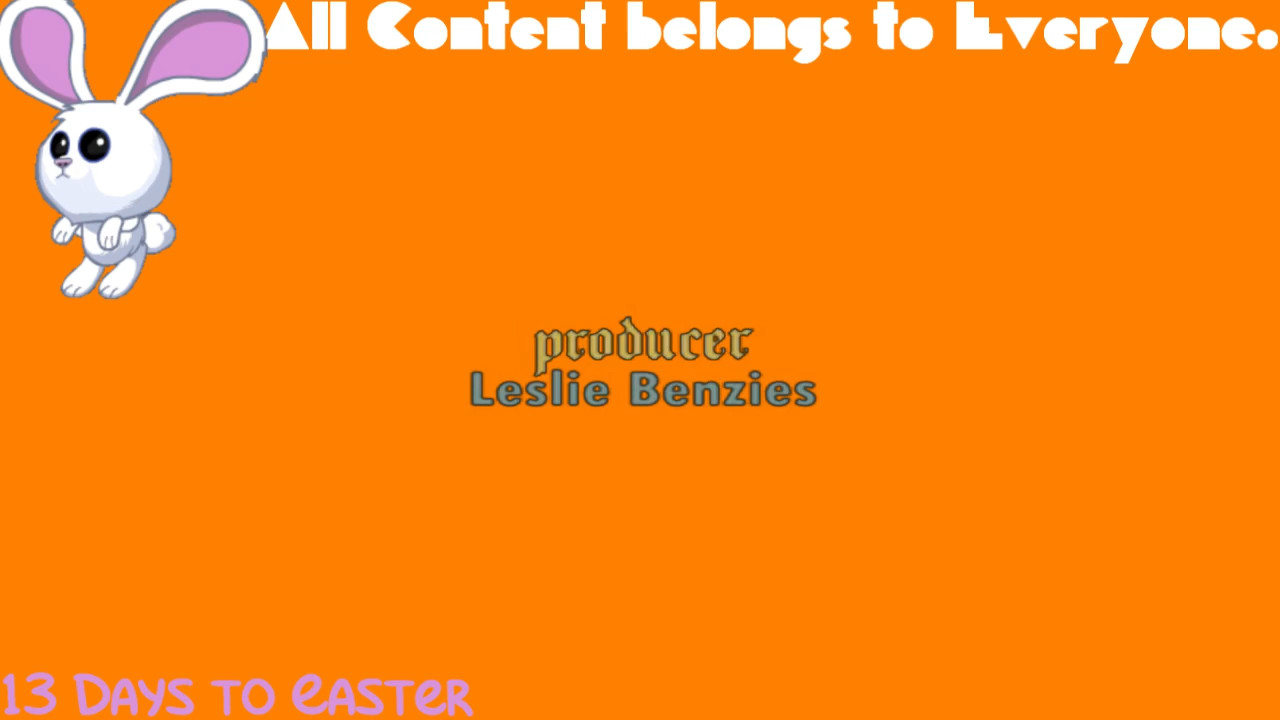 All Content belongs to Everyone.
producer
Leslie Benzies
13 Days to Easter